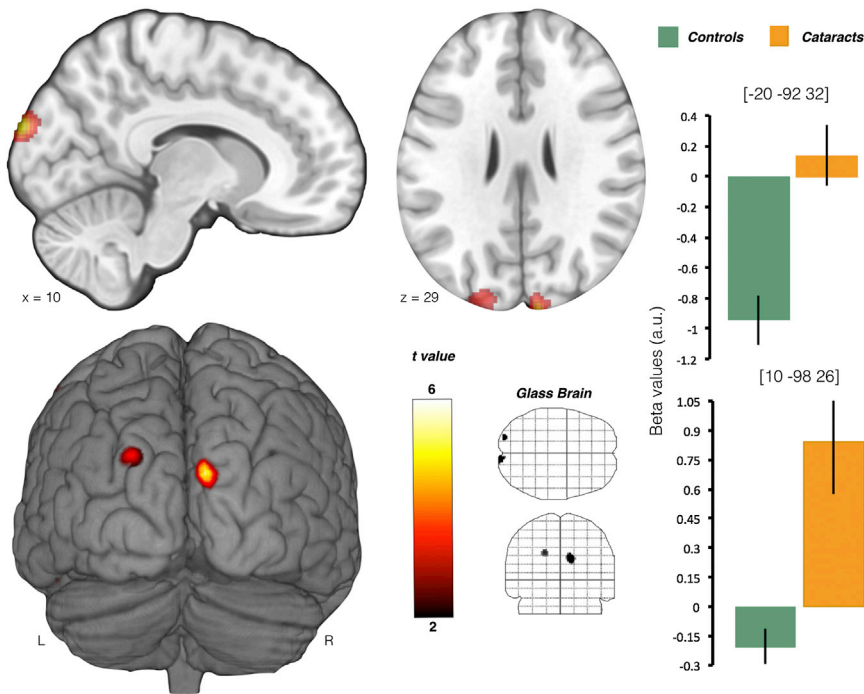 Controls
Cataracts
[-20 -92 32]
0.4
0.2
0
-0.2
-0.4
-0.6
-0.8
-1
-1.2
x = 10
z = 29
Beta values (a.u.)
t value
6
2
Glass Brain
L
R
[10 -98 26]
1.05
0.9
0.75
0.6
0.45
0.3
0.15
0
-0.15
-0.3